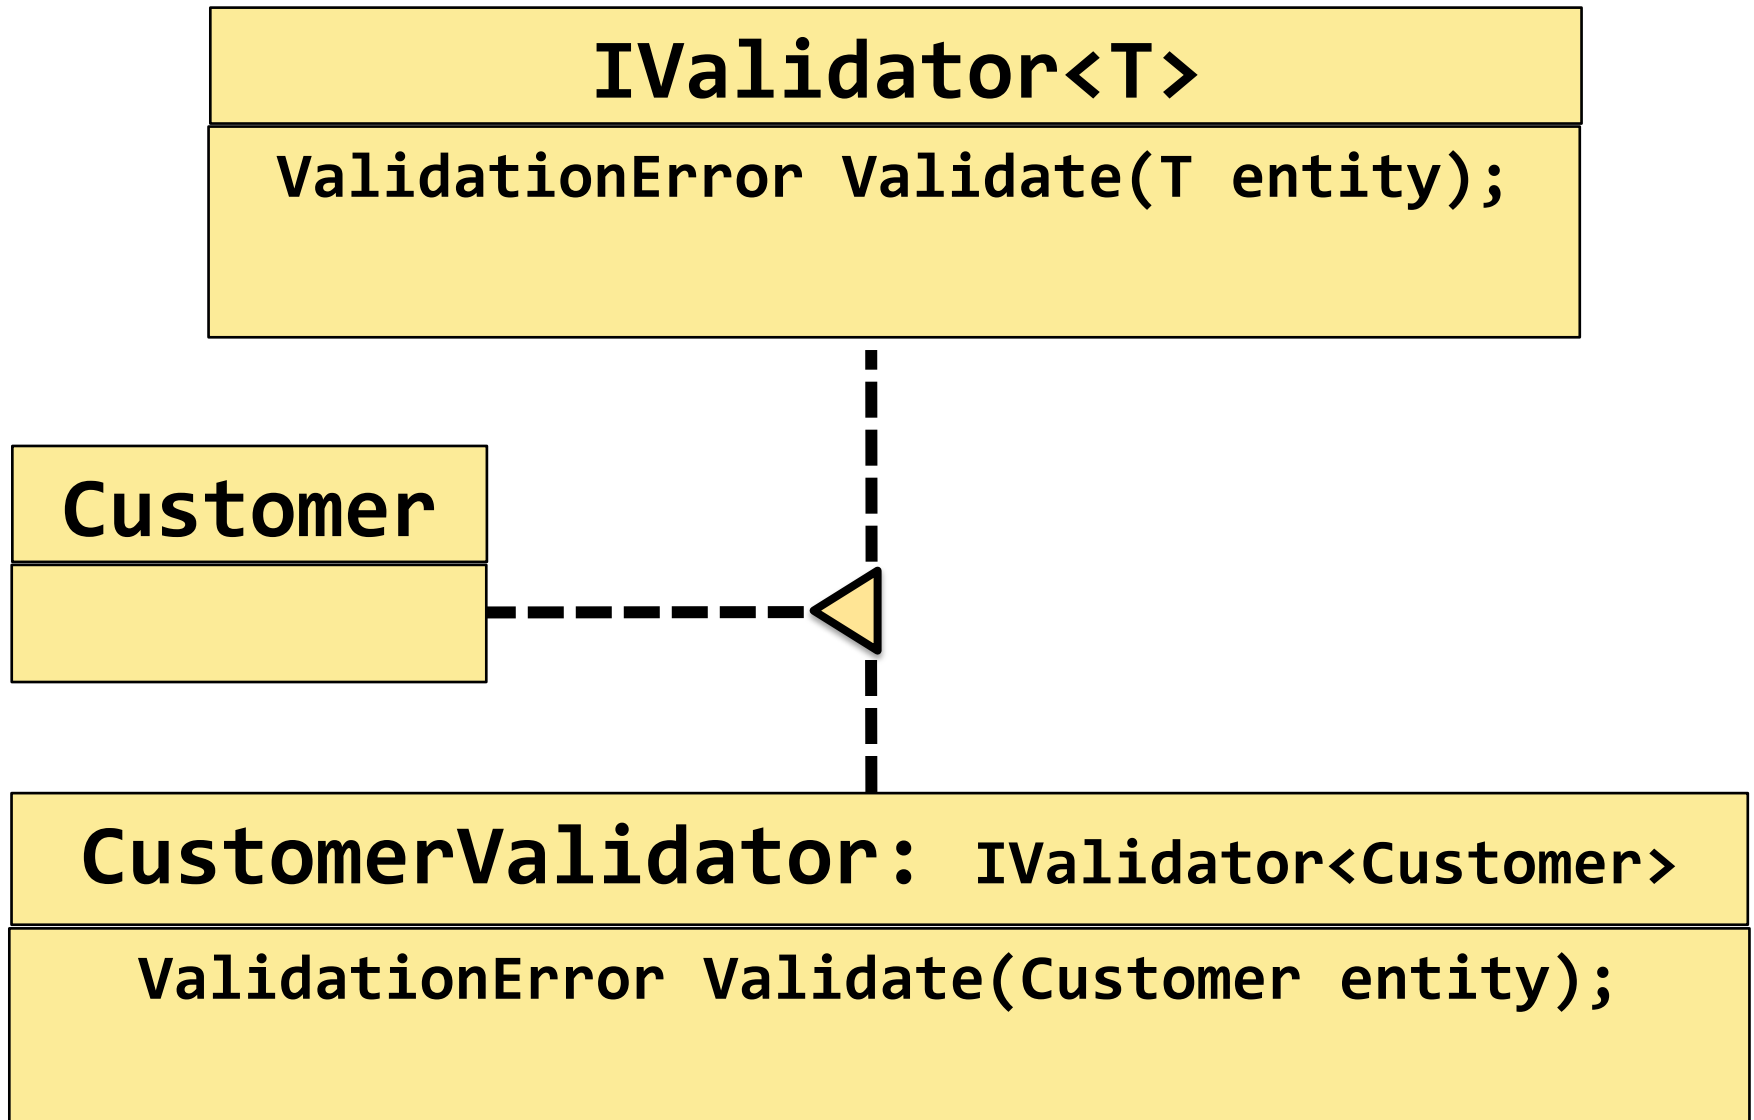 IValidator<T>
ValidationError Validate(T entity);
Customer
CustomerValidator: IValidator<Customer>
ValidationError Validate(Customer entity);